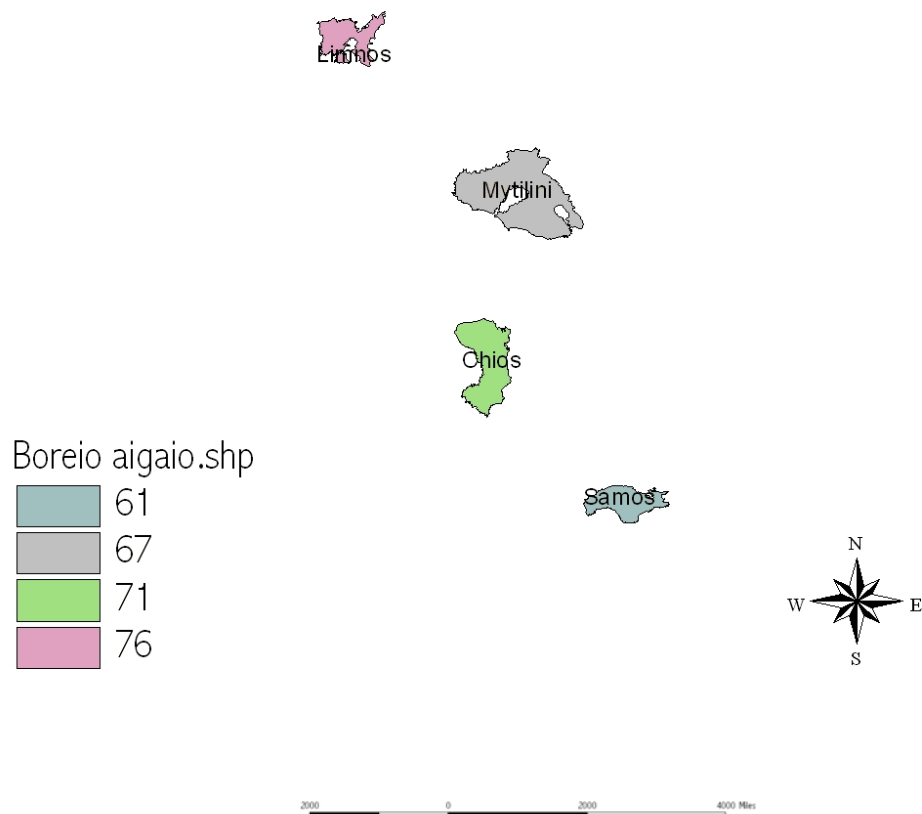 Limnos
Mytilini
Chios
Samos
Boreio aigaio.shp
61
67
71
76
N
W E
S
2000 0 2000 4000 Miles